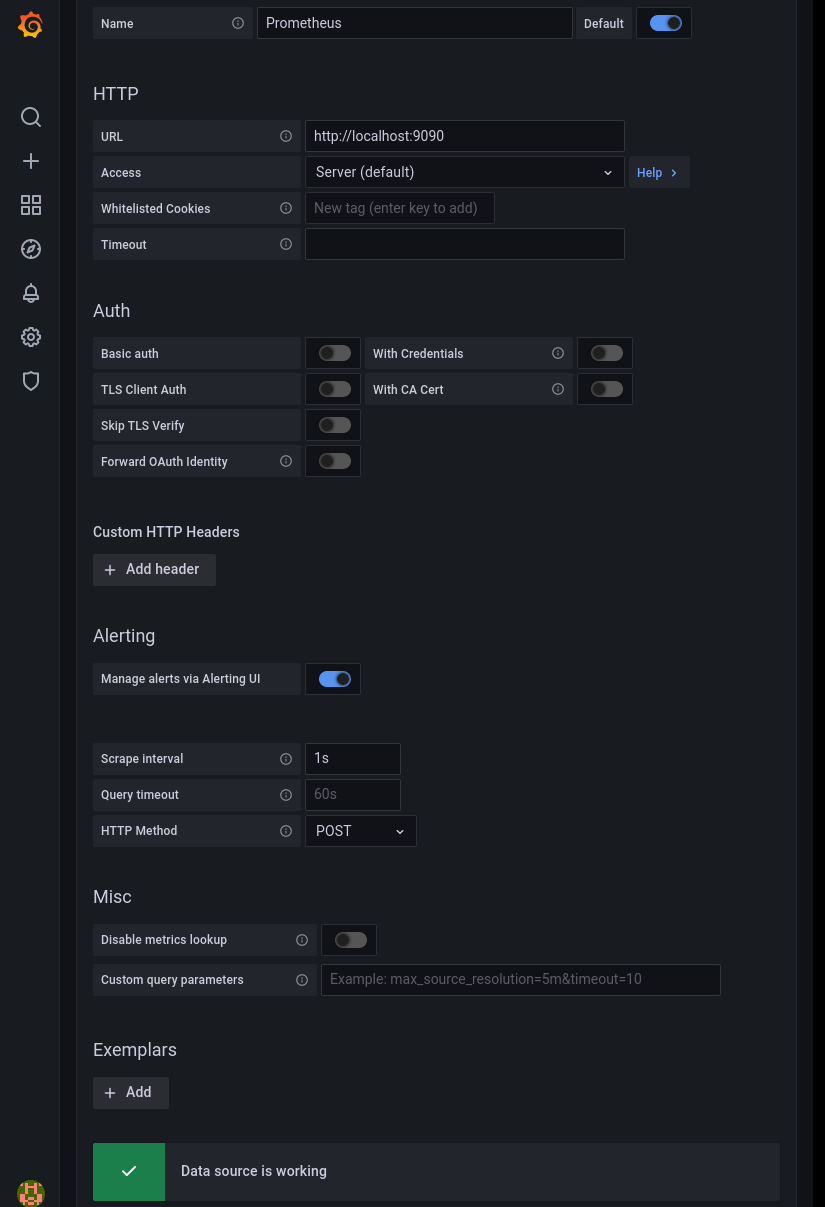 Name Prometheus Default
HTTP
URL http://localhost:9090
Access Server (default) Help
Whitelisted Cookies New tag (enter key to add)
Timeout
Auth
Basic auth With Credentials
TLS Client Auth With CA Cert
Skip TLS Verify
Forward OAuth Identity
Custom HTTP Headers
Add header
Alerting
Manage alerts via Alerting UI
Scrape interval 1s
Query timeout 60s
HTTP Method POST
Misc
Disable metrics lookup
Custom query parameters Example: max_source_resolution=5m&timeout=10
Exemplars
Add
Data source is working